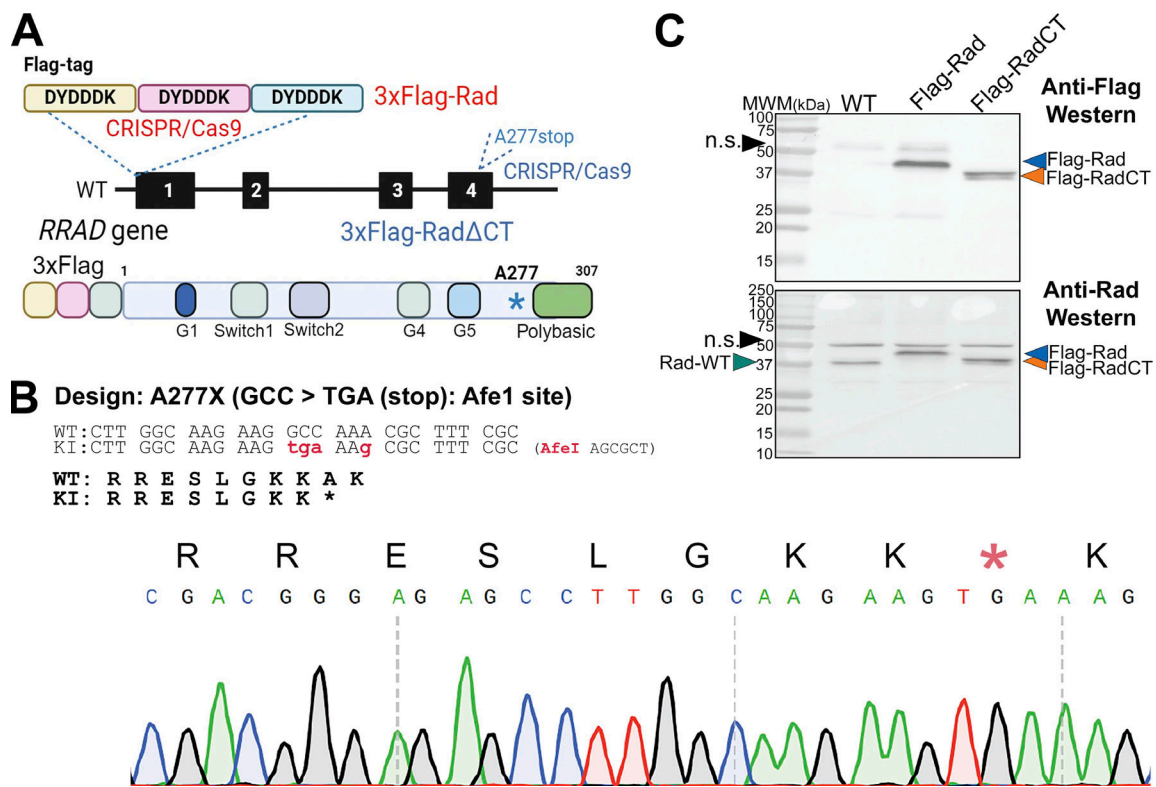 A
Flag-tag
DYDDDK DYDDDK DYDDDK 3xFlag-Rad
CRISPR/Cas9
A277stop
CRISPR/Cas9
WT 1 2 3 4
RRAD gene 3xFlag-RadΔCT
3xFlag 1 A277 307
*
G1 Switch1 Switch2 G4 G5 Polybasic
B Design: A277X (GCC > TGA (stop): Afe1 site)
WT:CTT GGC AAG AAG GCC AAA CGC TTT CGC
KI:CTT GGC AAG AAG tga AAg CGC TTT CGC (AfeI AGCGCT)
WT: R R E S L G K K A K
KI: R R E S L G K K *
R R E S L G K K * K
C G A C G G G A G A G C C T T G G C A A G A A G T G A A A G
C
MWM(kDa) WT Flag-Rad Flag-RadCT
Anti-Flag
Western
100
75
n.s.
50
Flag-Rad
37
Flag-RadCT
25
20
15
Anti-Rad
Western
250
150
100
75
n.s.
50
Flag-Rad
Rad-WT
37
Flag-RadCT
25
20
15
10